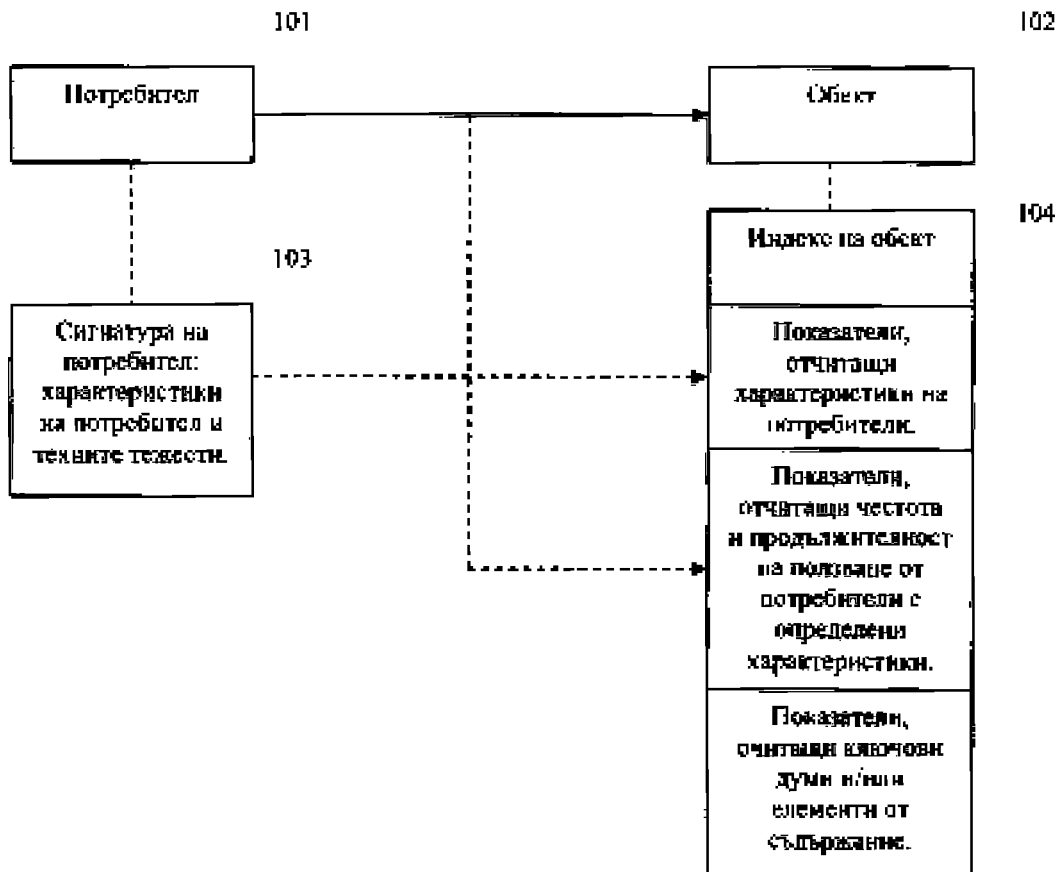 101
102
Потребител
Обект
104
Индекс на обект
103
Сигнатура на
потребител:
характеристики
на потребител и
техните тежести.
Показатели,
отчитащи
характеристики на
потребители.
Показатели,
отчитащи честота
и продължителност
на ползване от
потребители с
определени
характеристики.
Показатели,
очитащи ключови
думи и/или
елементи от
съдържание.